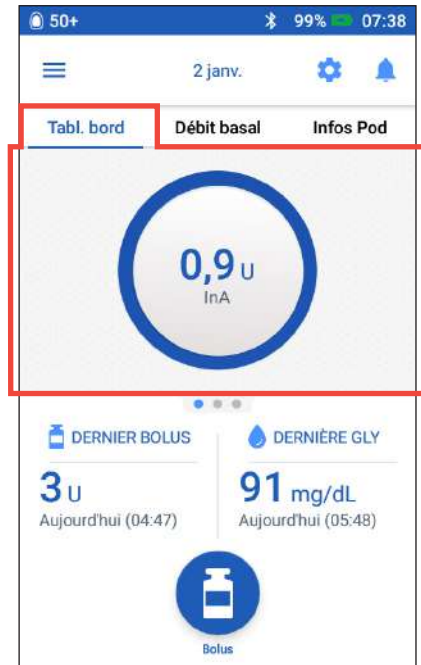 50+ 99% 07:38
2 janv.
Tabl. bord Débit basal Infos Pod
0,9 U
InA
DERNIER BOLUS DERNIÈRE GLY
3 U 91 mg/dL
Aujourd'hui (04:47) Aujourd'hui (05:48)
Bolus